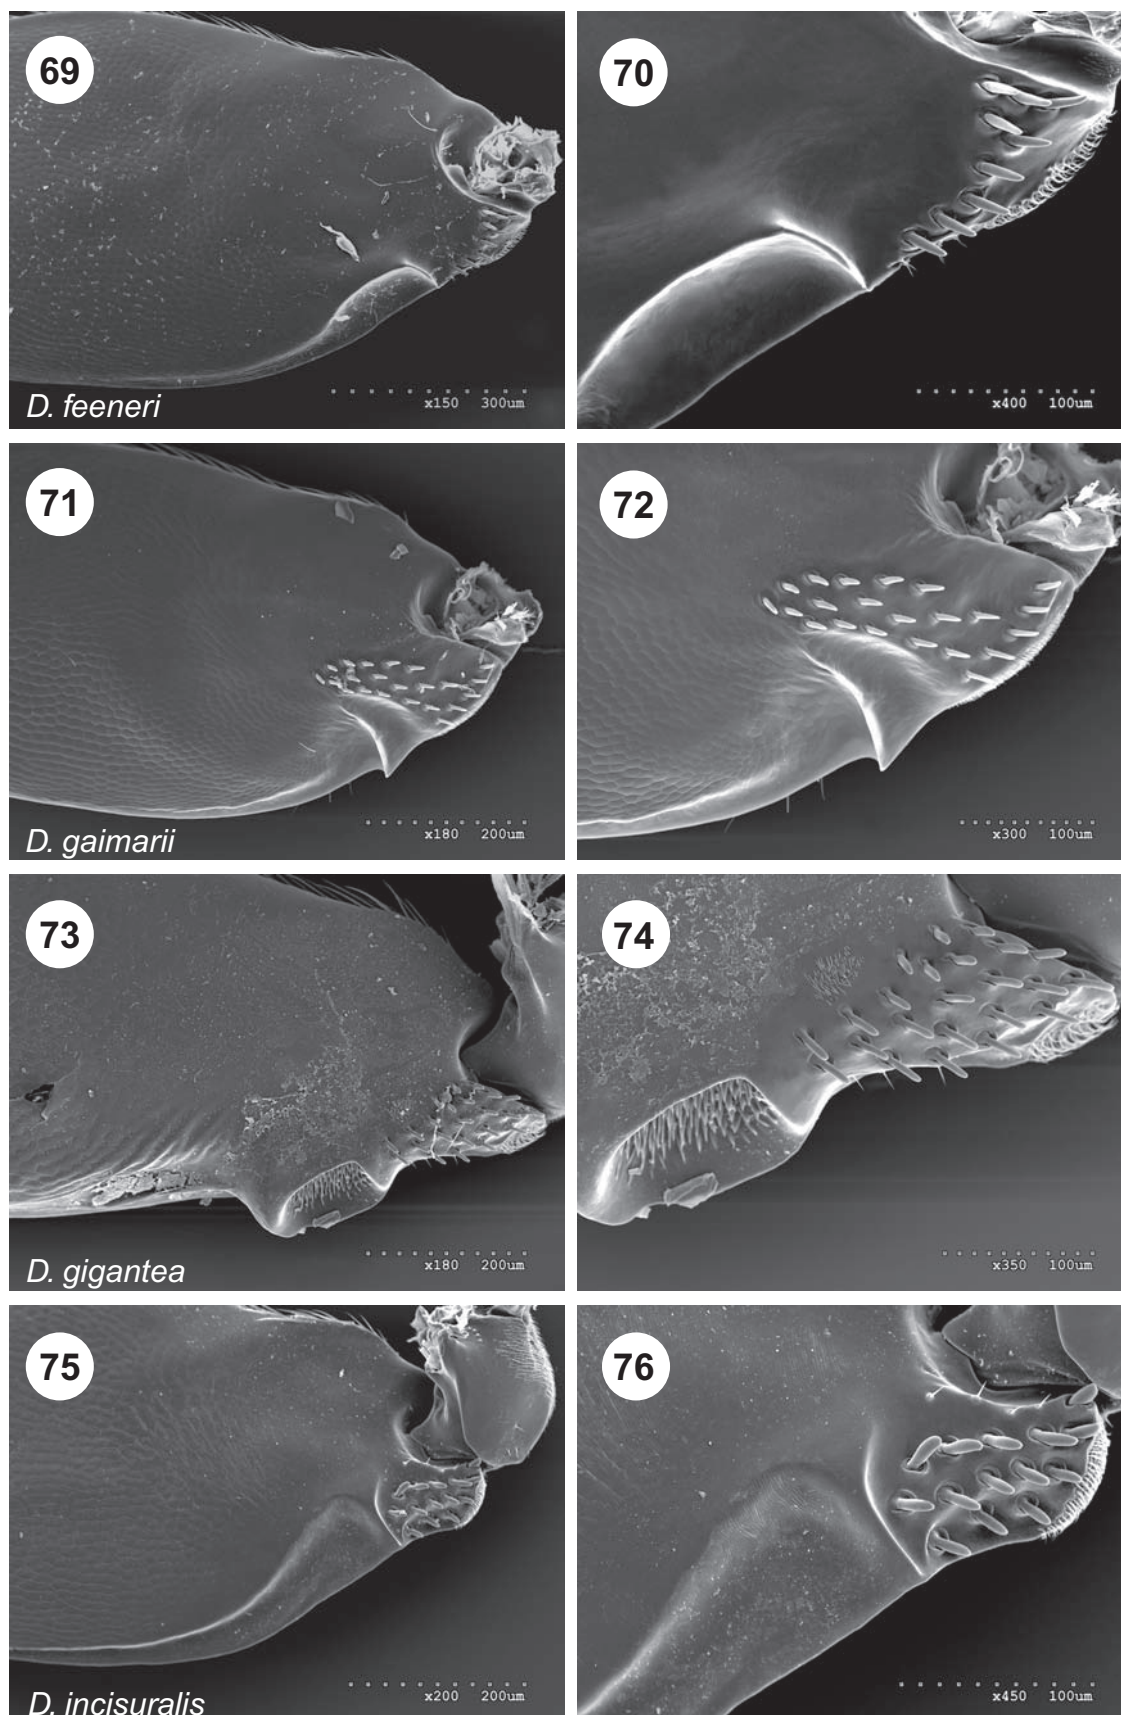 69
x150 300um
D. feeneri
70
x400 100um
71
x180 200um
D. gaimarii
72
x300 100um
73
x180 200um
D. gigantea
74
x350 100um
75
x200 200um
D. incisuralis
76
x450 100um